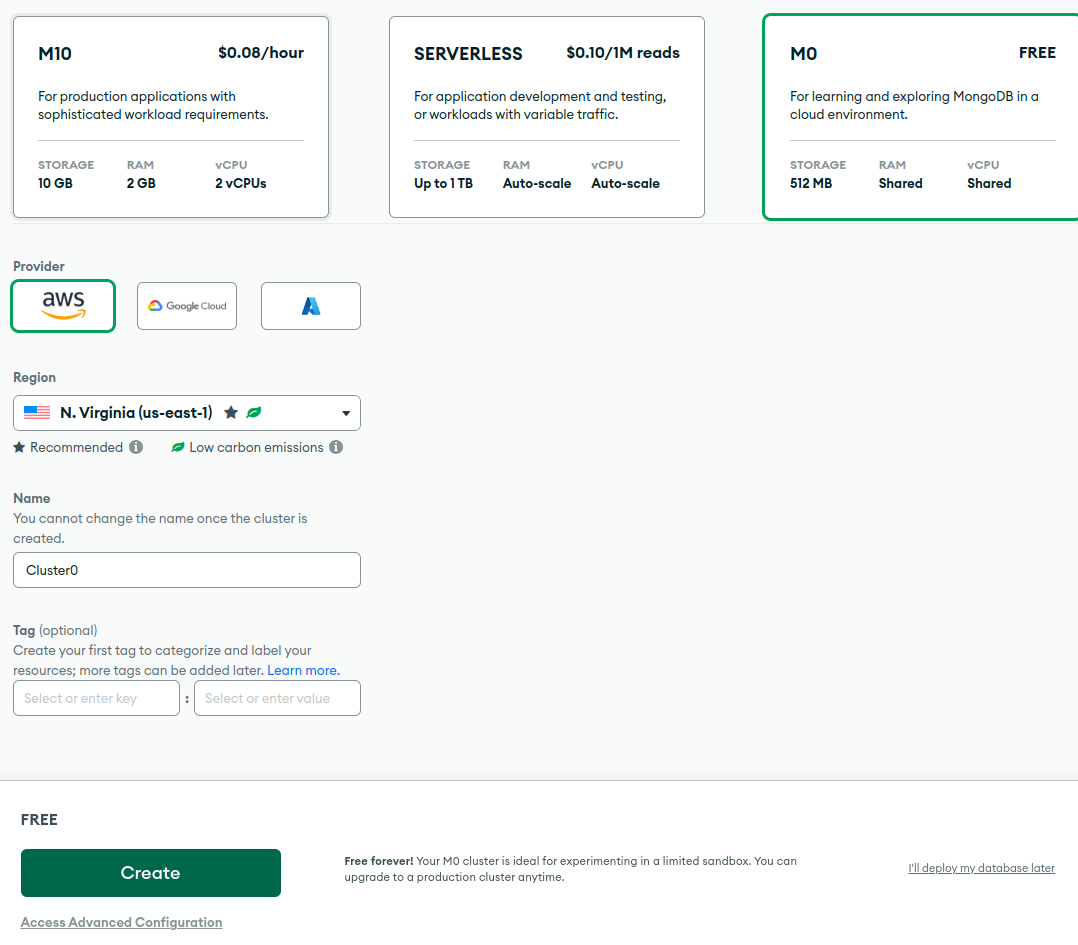 M10 $0.08/hour
For production applications with
sophisticated workload requirements.
STORAGE RAM vCPU
10 GB 2 GB 2 vCPUs
SERVERLESS $0.10/1M reads
For application development and testing,
or workloads with variable traffic.
STORAGE RAM vCPU
Up to 1 TB Auto-scale Auto-scale
M0 FREE
For learning and exploring MongoDB in a
cloud environment.
STORAGE RAM vCPU
512 MB Shared Shared
Provider
aws Google Cloud
Region
N. Virginia (us-east-1)
Recommended Low carbon emissions
Name
You cannot change the name once the cluster is
created.
Cluster0
Tag (optional)
Create your first tag to categorize and label your
resources; more tags can be added later. Learn more.
Select or enter key : Select or enter value
FREE
Create
Free forever! Your M0 cluster is ideal for experimenting in a limited sandbox. You can
upgrade to a production cluster anytime.
I'll deploy my database later
Access Advanced Configuration